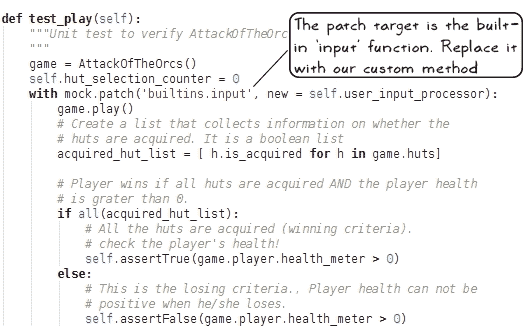 def test_play(self):
"""Unit test to verify AttackOfTheOrc
"""
game = AttackOfTheOrcs()
self.hut_selection_counter = 0
with mock.patch('builtins.input', new = self.user_input_processor):
game.play()
# Create a list that collects information on whether the
# huts are acquired. It is a boolean list
acquired_hut_list = [ h.is_acquired for h in game.huts]
# Player wins if all huts are acquired AND the player health
# is grater than 0.
if all(acquired_hut_list):
# All the huts are acquired (winning criteria).
# check the player's health!
self.assertTrue(game.player.health_meter > 0)
else:
# This is the losing criteria.. Player health can not be
# positive when he/she loses.
self.assertFalse(game.player.health_meter > 0)
The patch target is the built-
in 'input' function. Replace it
with our custom method